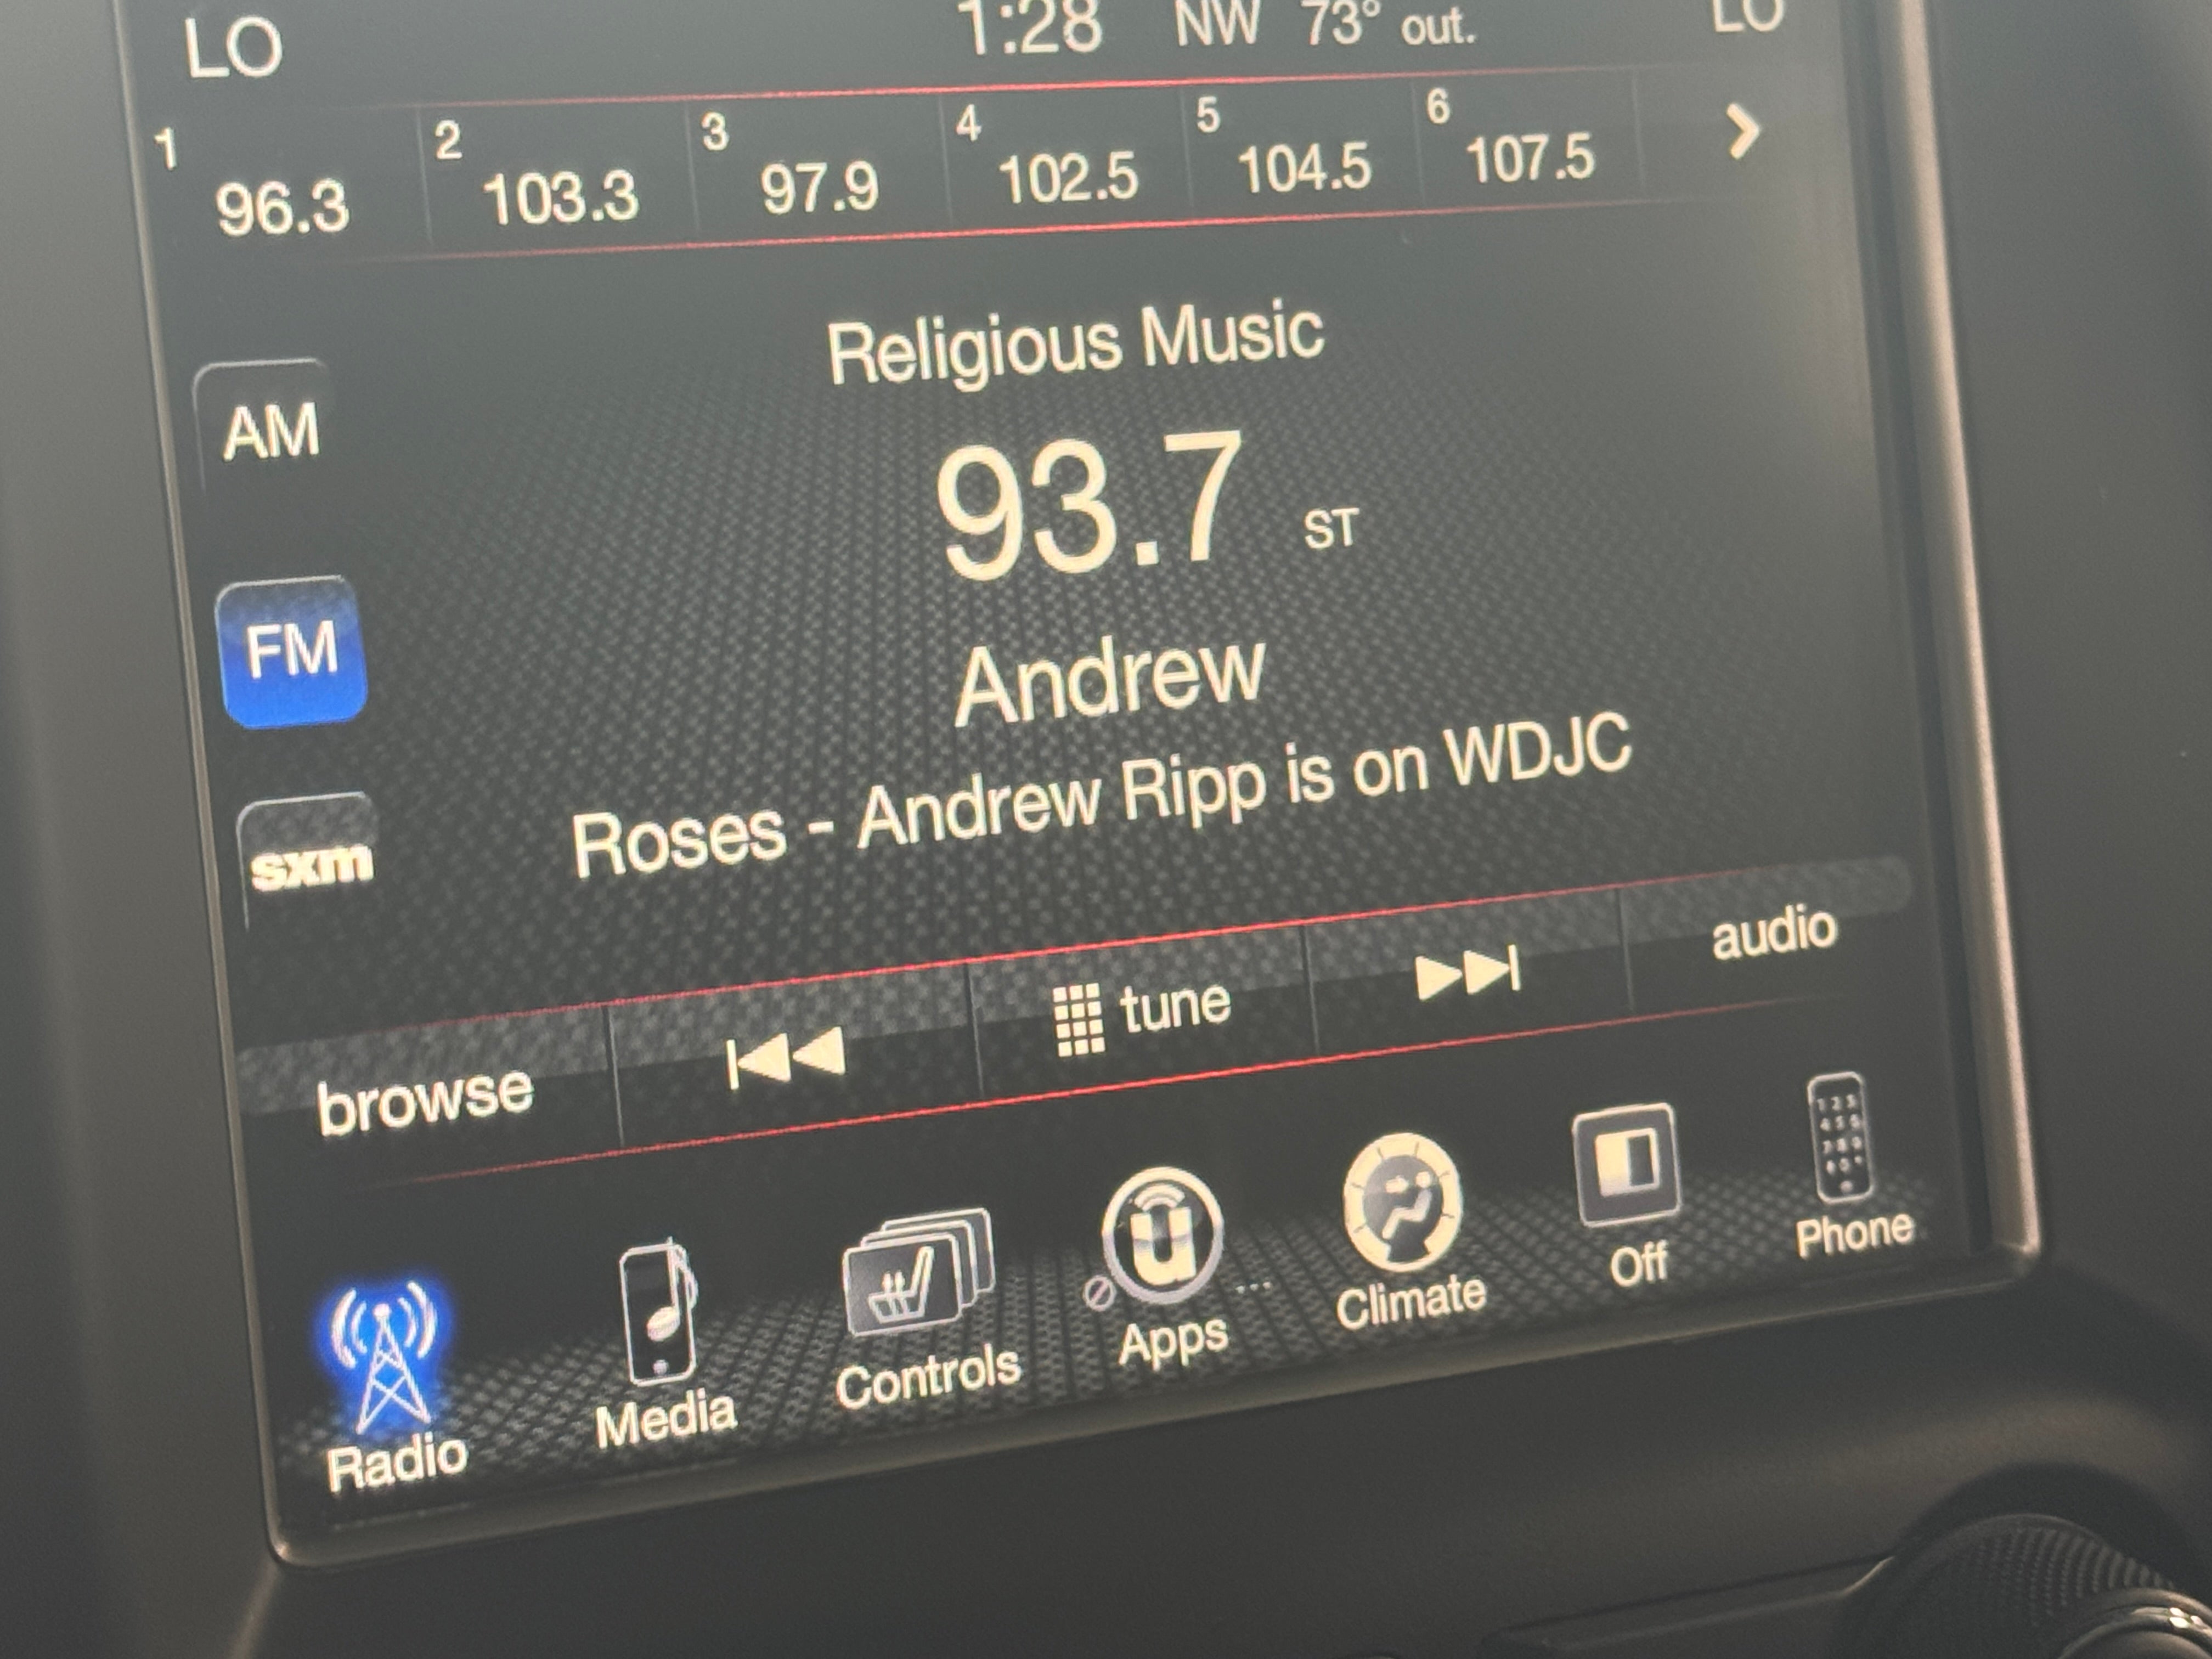 LO 1:28 NW 73° out. LO
1 2 3 4 5 6
96.3 103.3 97.9 102.5 104.5 107.5
Religious Music
AM
93.7 ST
FM
Andrew
Roses - Andrew Ripp is on WDJC
sxm
browse tune audio
Radio Media Controls Apps Climate Off Phone